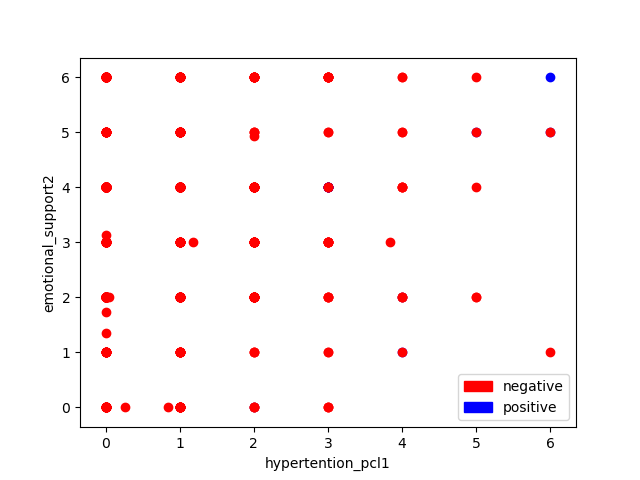 6
5
4
3
2
1
0
emotional_support2
0 1 2 3 4 5 6
hypertention_pcl1
negative
positive